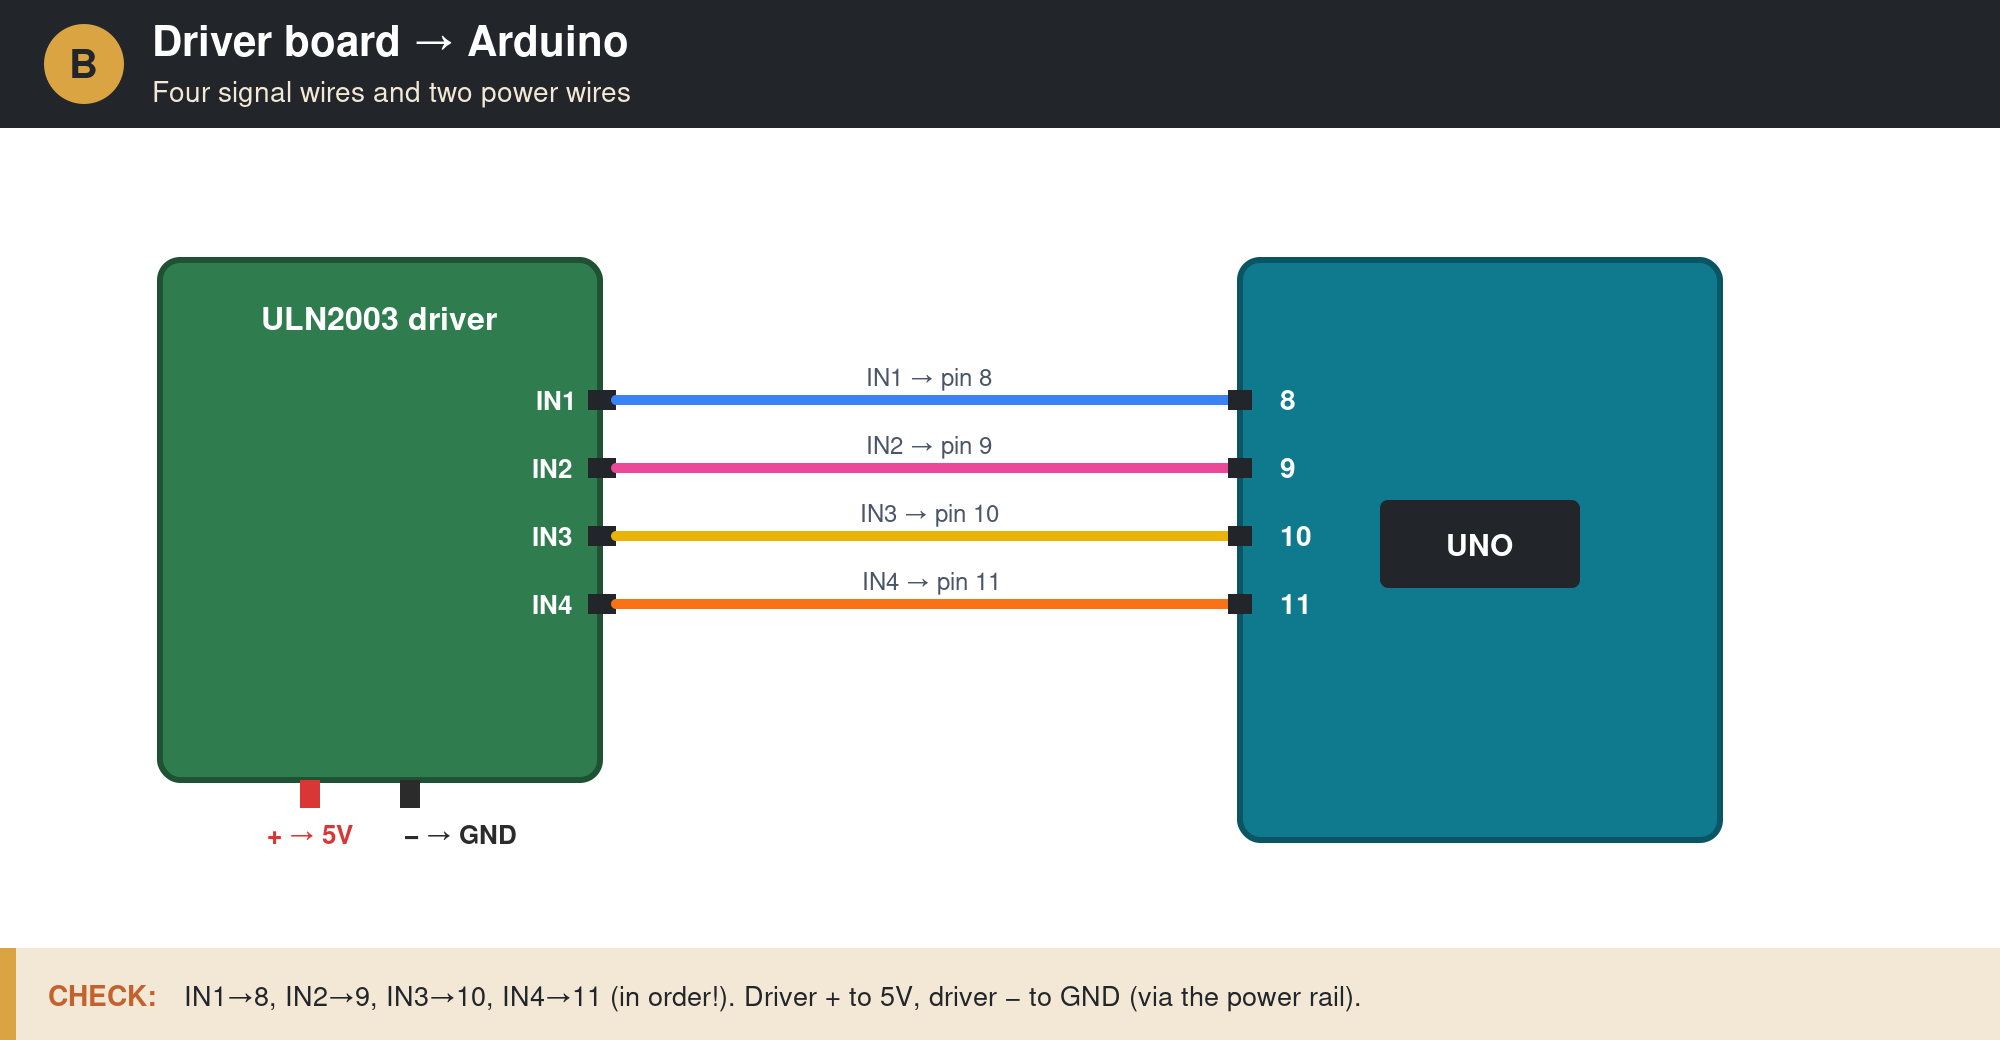 B
Driver board → Arduino
Four signal wires and two power wires
ULN2003 driver
IN1 → pin 8
IN1
8
IN2 → pin 9
IN2
9
IN3 → pin 10
IN3
10
UNO
IN4 → pin 11
IN4
11
+ → 5V
– → GND
CHECK: IN1→8, IN2→9, IN3→10, IN4→11 (in order!). Driver + to 5V, driver – to GND (via the power rail).